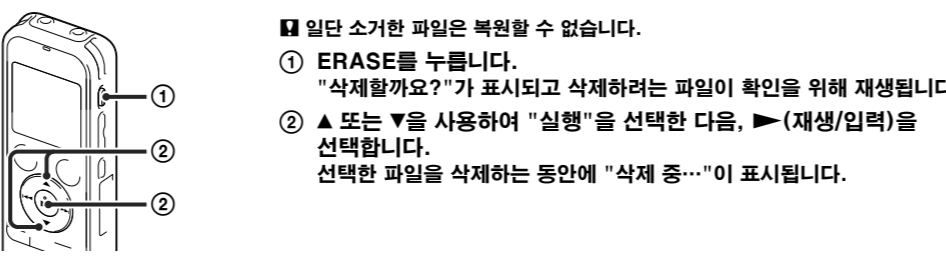 일단 소거한 파일은 복원할 수 없습니다.
① ERASE를 누릅니다.
"삭제할까요?"가 표시되고 삭제하려는 파일이 확인을 위해 재생됩니
② ▲ 또는 ▼을 사용하여 "실행"을 선택한 다음, ►(재생/입력)을
선택합니다.
선택한 파일을 삭제하는 동안에 "삭제 중…"이 표시됩니다.
①
②
②